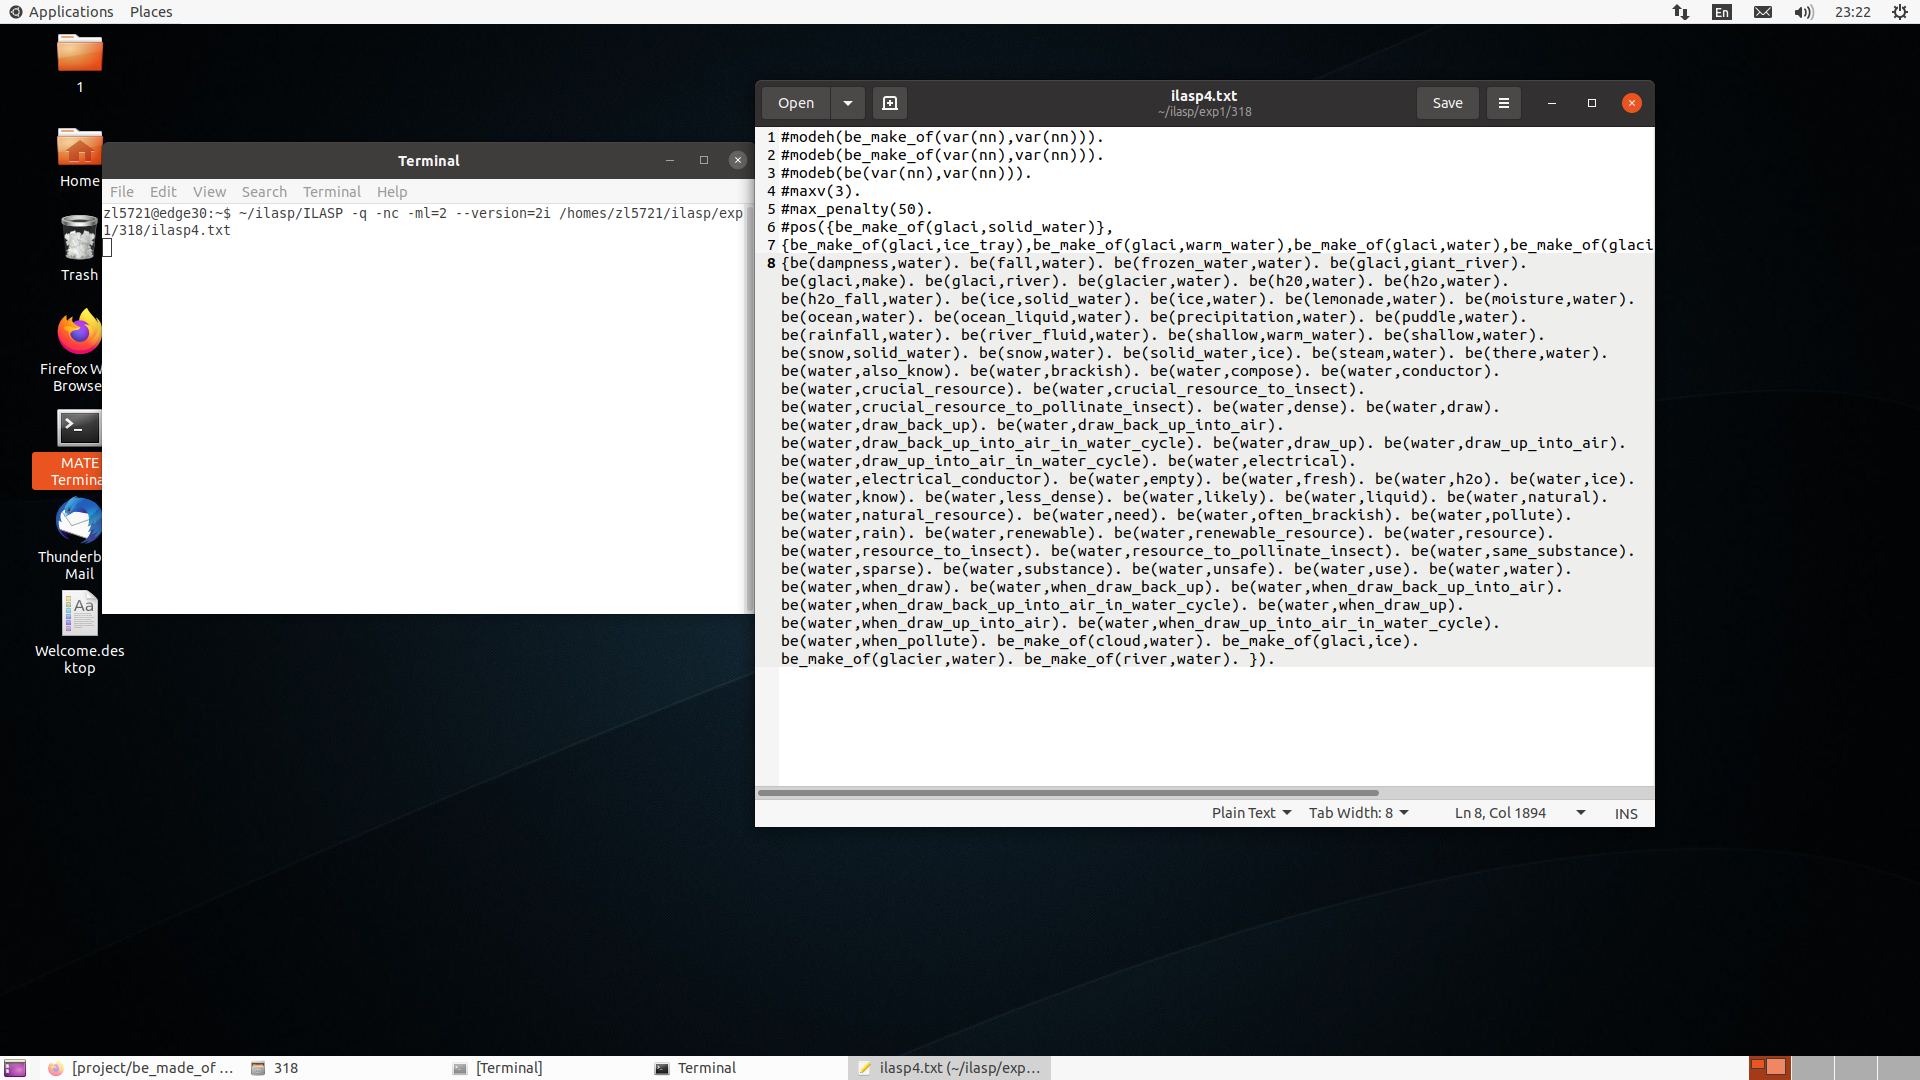 Applications Places
En
23:22
1
Home
Trash
Firefox W
Browse
MATE
Termina
Thunderb
Mail
Welcome.des
ktop
Terminal
File Edit View Search Terminal Help
zl5721@edge30:~$ ~/ilasp/ILASP -q -nc -ml=2 --version=2i /homes/zl5721/ilasp/exp
1/318/ilasp4.txt
Open
ilasp4.txt
~/ilasp/exp1/318
Save
1 #modeh(be_make_of(var(nn),var(nn))).
2 #modeb(be_make_of(var(nn),var(nn))).
3 #modeb(be(var(nn),var(nn))).
4 #maxv(3).
5 #max_penalty(50).
6 #pos({be_make_of(glaci,solid_water)},
7 {be_make_of(glaci,ice_tray),be_make_of(glaci,warm_water),be_make_of(glaci,water),be_make_of(glaci
8 {be(dampness,water). be(fall,water). be(frozen_water,water). be(glaci,giant_river).
be(glaci,make). be(glaci,river). be(glacier,water). be(h20,water). be(h2o,water).
be(h2o_fall,water). be(ice,solid_water). be(ice,water). be(lemonade,water). be(moisture,water).
be(ocean,water). be(ocean_liquid,water). be(precipitation,water). be(puddle,water).
be(rainfall,water). be(river_fluid,water). be(shallow,warm_water). be(shallow,water).
be(snow,solid_water). be(snow,water). be(solid_water,ice). be(steam,water). be(there,water).
be(water,also_know). be(water,brackish). be(water,compose). be(water,conductor).
be(water,crucial_resource). be(water,crucial_resource_to_insect).
be(water,crucial_resource_to_pollinate_insect). be(water,dense). be(water,draw).
be(water,draw_back_up). be(water,draw_back_up_into_air).
be(water,draw_back_up_into_air_in_water_cycle). be(water,draw_up). be(water,draw_up_into_air).
be(water,draw_up_into_air_in_water_cycle). be(water,electrical).
be(water,electrical_conductor). be(water,empty). be(water,fresh). be(water,h2o). be(water,ice).
be(water,know). be(water,less_dense). be(water,likely). be(water,liquid). be(water,natural).
be(water,natural_resource). be(water,need). be(water,often_brackish). be(water,pollute).
be(water,rain). be(water,renewable). be(water,renewable_resource). be(water,resource).
be(water,resource_to_insect). be(water,resource_to_pollinate_insect). be(water,same_substance).
be(water,sparse). be(water,substance). be(water,unsafe). be(water,use). be(water,water).
be(water,when_draw). be(water,when_draw_back_up). be(water,when_draw_back_up_into_air).
be(water,when_draw_back_up_into_air_in_water_cycle). be(water,when_draw_up).
be(water,when_draw_up_into_air). be(water,when_draw_up_into_air_in_water_cycle).
be(water,when_pollute). be_make_of(cloud,water). be_make_of(glaci,ice).
be_make_of(glacier,water). be_make_of(river,water). }).
Plain Text Tab Width: 8 Ln 8, Col 1894 INS
[project/be_made_of ... 318 [Terminal] Terminal ilasp4.txt (~/ilasp/exp...